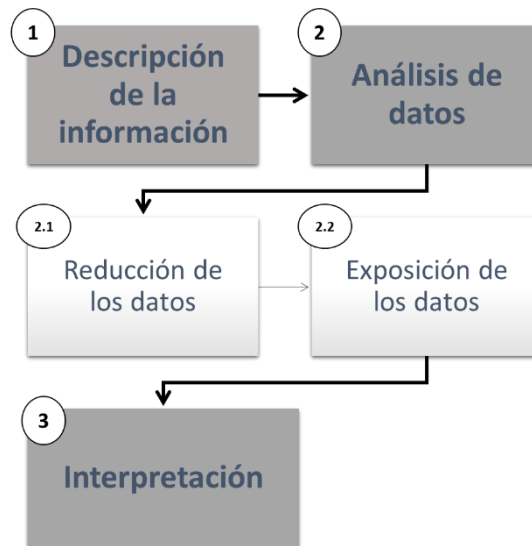 1
Descripción
de la
información
2
Análisis de
datos
2.1
Reducción de
los datos
2.2
Exposición de
los datos
3
Interpretación